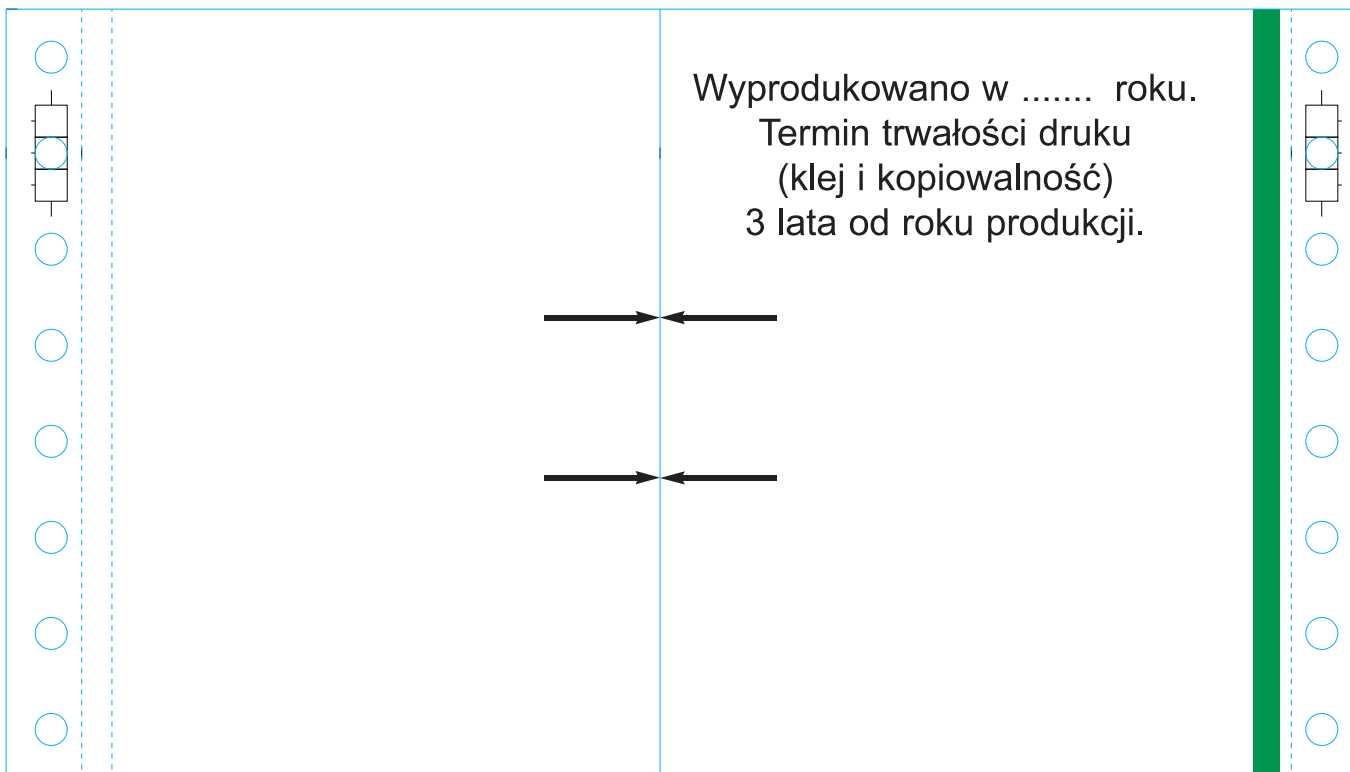 Wyprodukowano w ....... roku.
Termin trwałości druku
(klej i kopiowalność)
3 lata od roku produkcji.